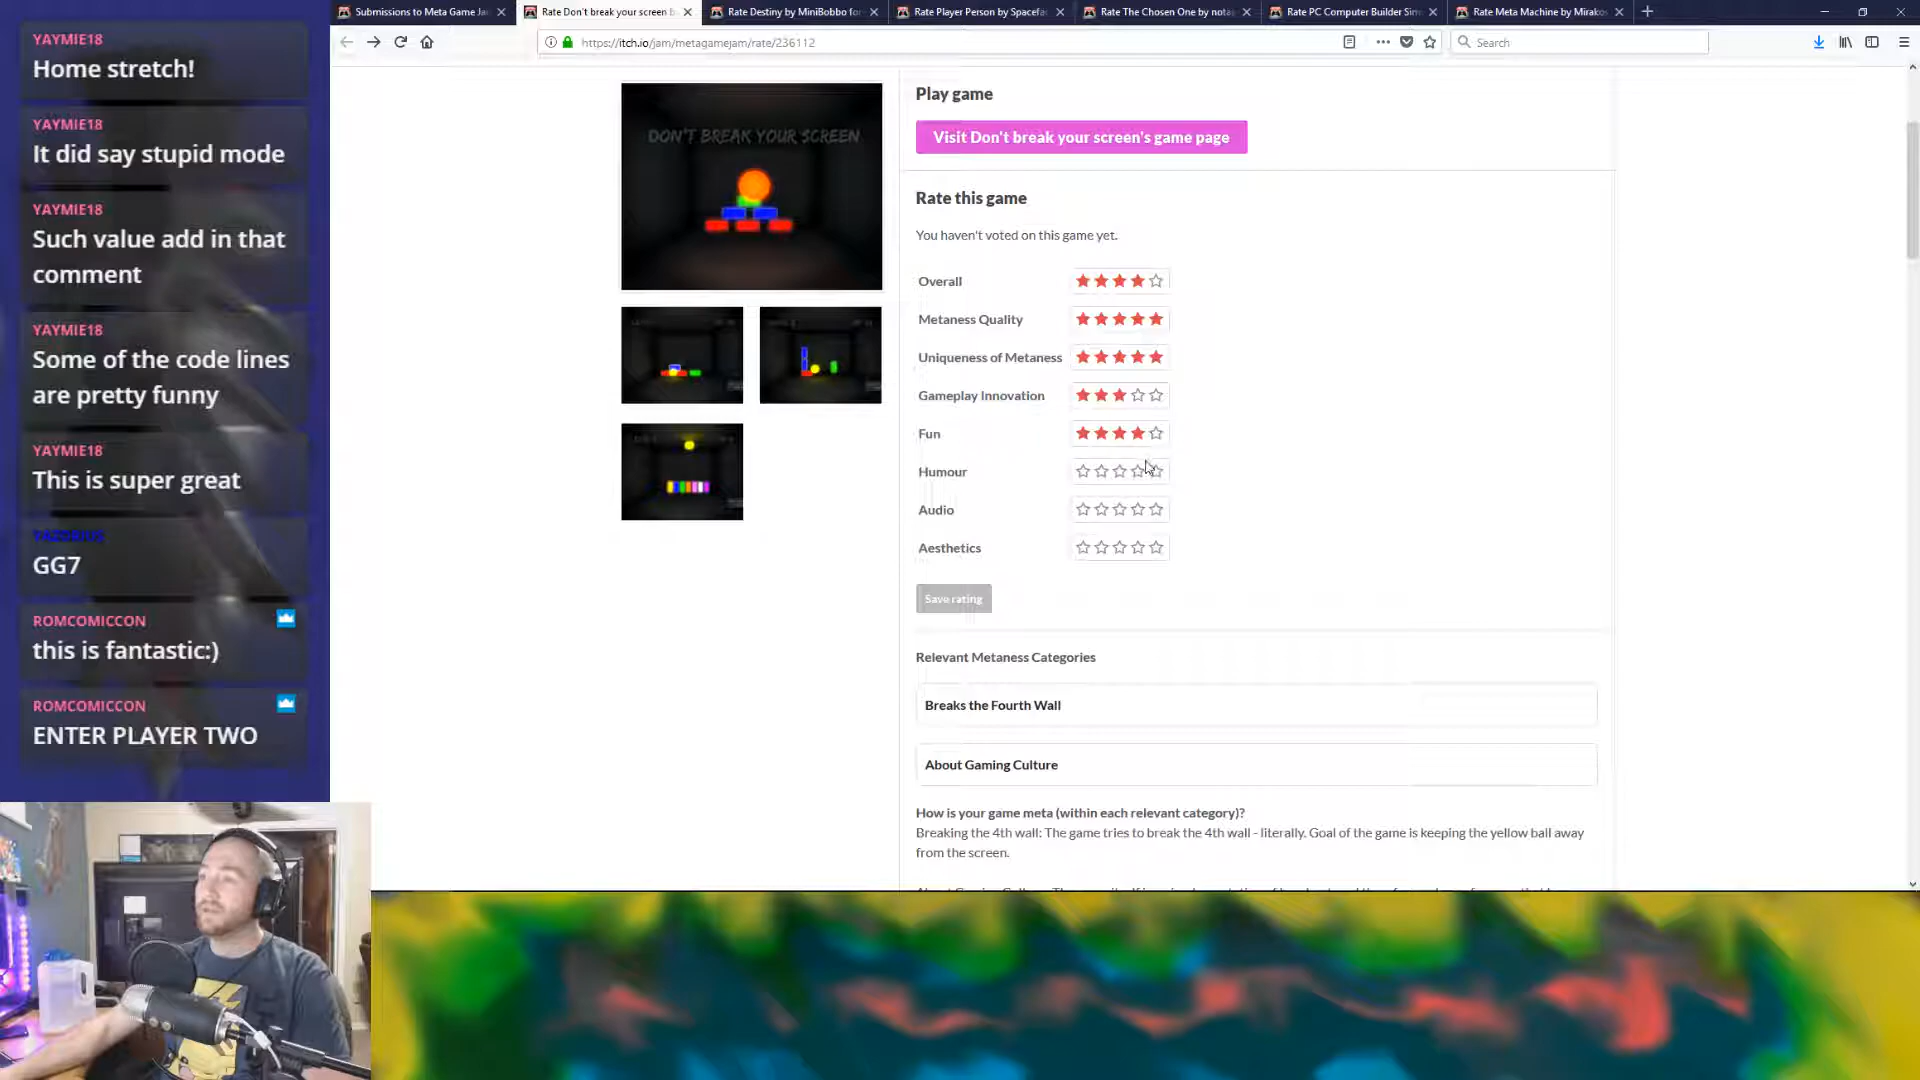 YAYMIE18
Home stretch!
YAYMIE18
It did say stupid mode
YAYMIE18
Such value add in that
comment
YAYMIE18
Some of the code lines
are pretty funny
YAYMIE18
This is super great
GG7
ROMCOMICCON
this is fantastic:)
ROMCOMICCON
ENTER PLAYER TWO
Submissions to Meta Game Ja
Rate Don't break your screen b
Rate Destiny by MiniBobbo for
Rate Player Person by Spacefa
Rate The Chosen One by nota
Rate PC Computer Builder Sim
Rate Meta Machine by Mirako
https://itch.io/jam/metagamejam/rate/236112
Search
DON'T BREAK YOUR SCREEN
Play game
Visit Don't break your screen's game page
Rate this game
You haven't voted on this game yet.
Overall
Metaness Quality
Uniqueness of Metaness
Gameplay Innovation
Fun
Humour
Audio
Aesthetics
Save rating
Relevant Metaness Categories
Breaks the Fourth Wall
About Gaming Culture
How is your game meta (within each relevant category)?
Breaking the 4th wall: The game tries to break the 4th wall - literally. Goal of the game is keeping the yellow ball away
from the screen.